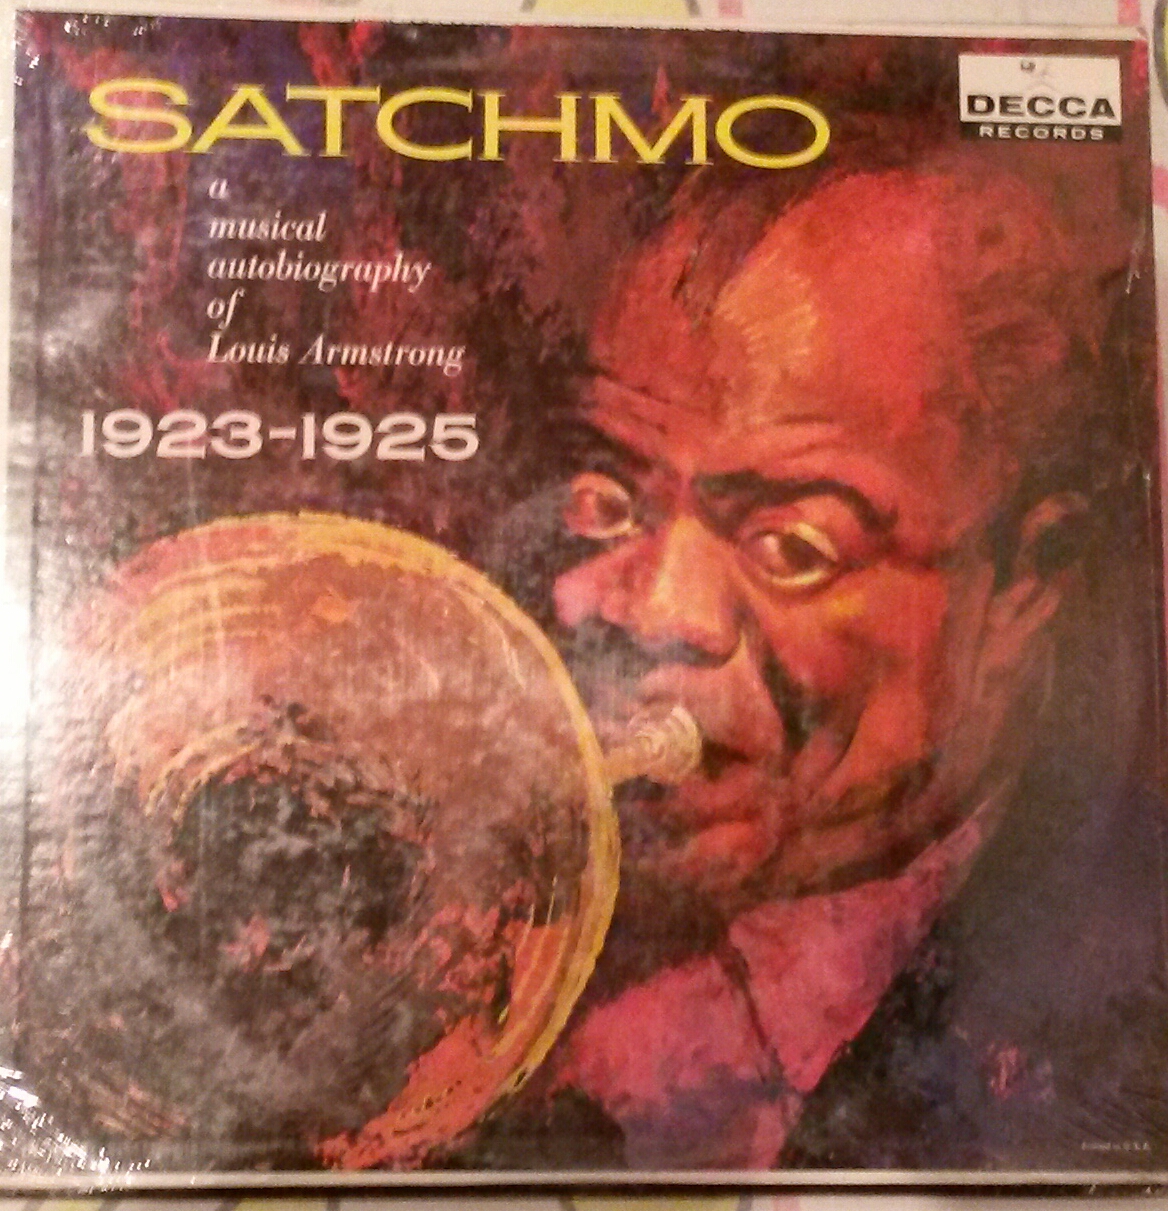 SATCHMO
DECCA
RECORDS
a
musical
autobiography
of
Louis Armstrong
1923-1925